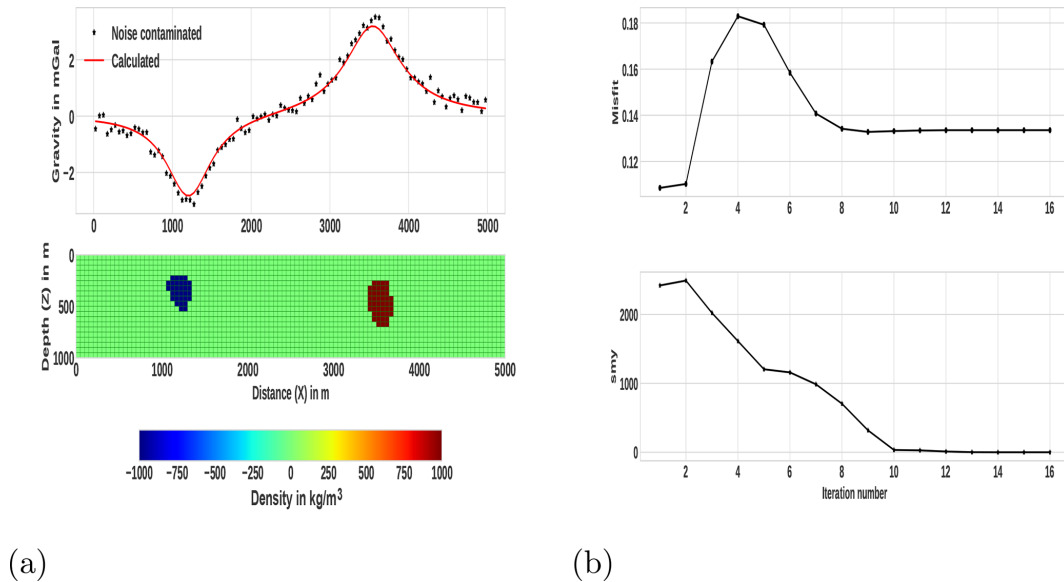 Noise contaminated
Calculated
Gravity in mGal
2
0
−2
0 1000 2000 3000 4000 5000
Depth (Z) in m
0
500
1000
0 1000 2000 3000 4000 5000
Distance (X) in m
−1000 −750 −500 −250 0 250 500 750 1000
Density in kg/m³
(a)
Misfit
0.18
0.16
0.14
0.12
2 4 6 8 10 12 14 16
smy
2000
1000
0
2 4 6 8 10 12 14 16
Iteration number
(b)